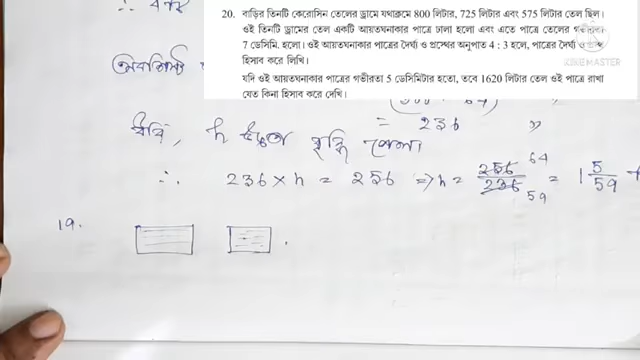 ∴
20. বাড়ির তিনটি কেরোসিন তেলের ড্রামে যথাক্রমে 800 লিটার, 725 লিটার এবং 575 লিটার তেল ছিল।
ওই তিনটি ড্রামের তেল একটি আয়তঘনাকার পাত্রে ঢালা হলো এবং এতে পাত্রে তেলের গভীরতা
7 ডেসিমি. হলো। ওই আয়তঘনাকার পাত্রের দৈর্ঘ্য ও প্রস্থের অনুপাত 4 : 3 হলে, পাত্রের দৈর্ঘ্য ও প্রস্থ
হিসাব করে লিখি।
যদি ওই আয়তঘনাকার পাত্রের গভীরতা 5 ডেসিমিটার হতো, তবে 1620 লিটার তেল ওই পাত্রে রাখা
যেত কিনা হিসাব করে দেখি।
KINEMASTER
= 236 "
ধরি, h বৃদ্ধি পেলো।
∴ 236 × h = 256 ⇒ h = 256 64 / 236 59 = 1 5/59
19.